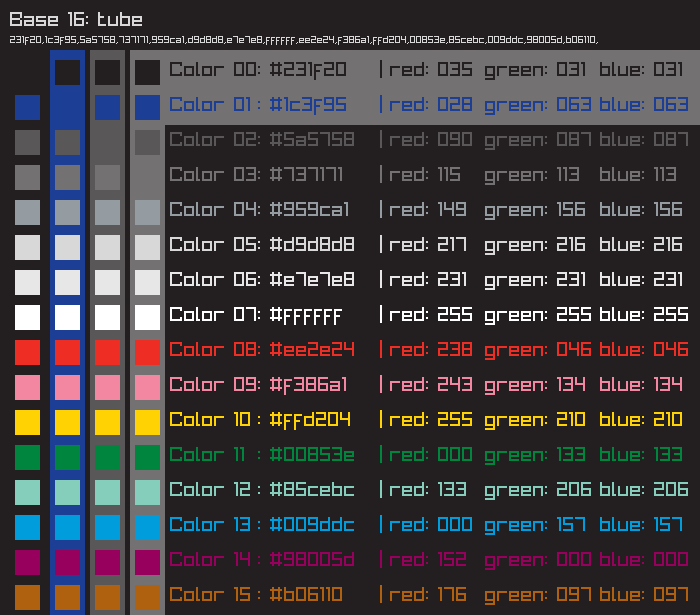 Base 16: tube
231f20,1c3f95,5a5758,737171,959ca1,d9d8d8,e7e7e8,ffffff,ee2e24,f386a1,ffd204,00853e,85cebc,009ddc,98005d,b06110,
Color 00: #231f20 | red: 035 green: 031 blue: 031
Color 01 : #1c3f95 | red: 028 green: 063 blue: 063
Color 02: #5a5758 | red: 090 green: 087 blue: 087
Color 03: #737171 | red: 115 green: 113 blue: 113
Color 04: #959ca1 | red: 149 green: 156 blue: 156
Color 05: #d9d8d8 | red: 217 green: 216 blue: 216
Color 06: #e7e7e8 | red: 231 green: 231 blue: 231
Color 07: #ffffff | red: 255 green: 255 blue: 255
Color 08: #ee2e24 | red: 238 green: 046 blue: 046
Color 09: #f386a1 | red: 243 green: 134 blue: 134
Color 10 : #ffd204 | red: 255 green: 210 blue: 210
Color 11 : #00853e | red: 000 green: 133 blue: 133
Color 12 : #85cebc | red: 133 green: 206 blue: 206
Color 13 : #009ddc | red: 000 green: 157 blue: 157
Color 14 : #98005d | red: 152 green: 000 blue: 000
Color 15 : #b06110 | red: 176 green: 097 blue: 097